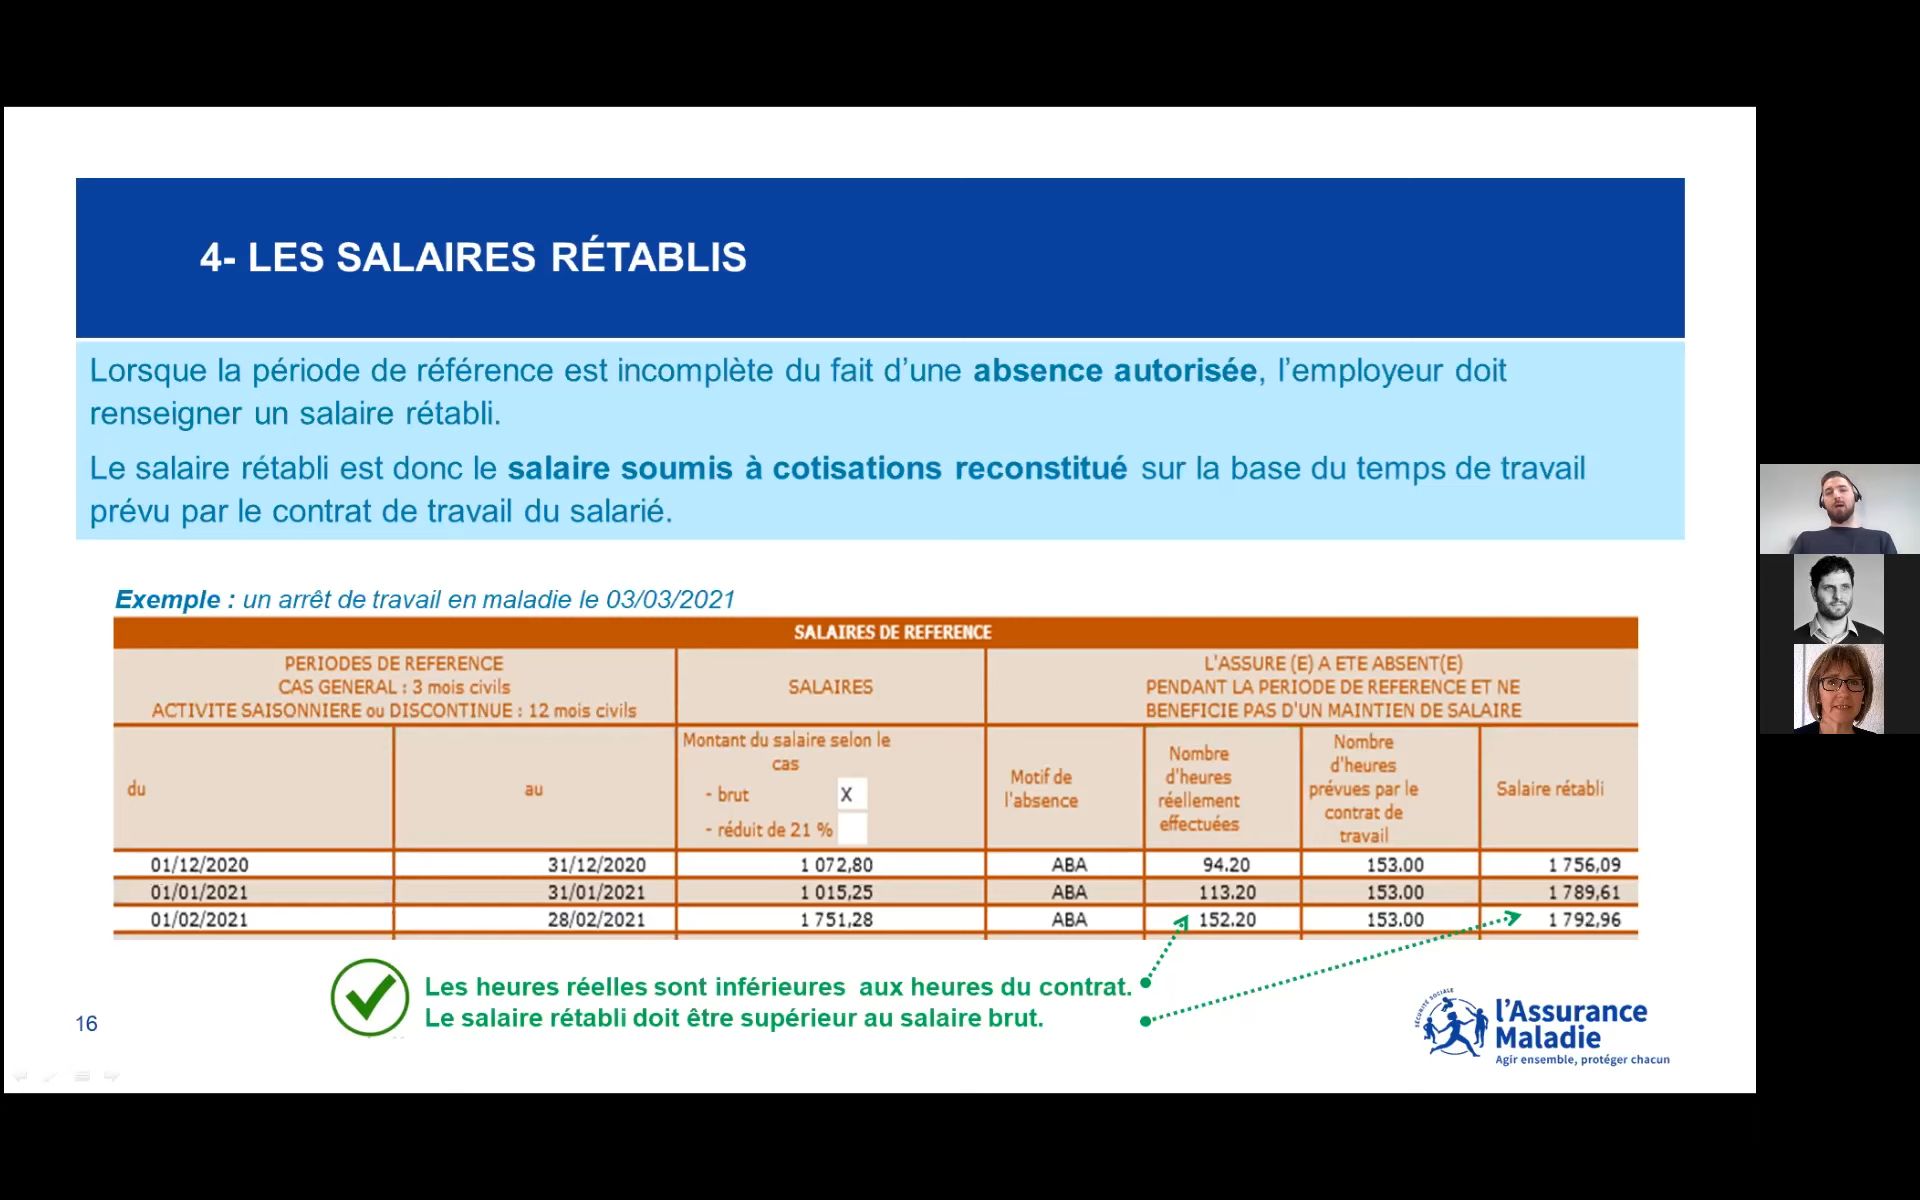 4- LES SALAIRES RÉTABLIS
Lorsque la période de référence est incomplète du fait d’une absence autorisée, l’employeur doit
renseigner un salaire rétabli.
Le salaire rétabli est donc le salaire soumis à cotisations reconstitué sur la base du temps de travail
prévu par le contrat de travail du salarié.
Exemple : un arrêt de travail en maladie le 03/03/2021
SALAIRES DE REFERENCE
PERIODES DE REFERENCE
CAS GENERAL : 3 mois civils
ACTIVITE SAISONNIERE ou DISCONTINUE : 12 mois civils
SALAIRES
L'ASSURE (E) A ETE ABSENT(E)
PENDANT LA PERIODE DE REFERENCE ET NE
BENEFICIE PAS D'UN MAINTIEN DE SALAIRE
du
au
Montant du salaire selon le
cas
- brut X
- réduit de 21 %
Motif de
l'absence
Nombre
d'heures
réellement
effectuées
Nombre
d'heures
prévues par le
contrat de
travail
Salaire rétabli
01/12/2020 31/12/2020 1 072,80 ABA 94.20 153.00 1 756,09
01/01/2021 31/01/2021 1 015,25 ABA 113.20 153.00 1 789,61
01/02/2021 28/02/2021 1 751,28 ABA 152.20 153.00 1 792,96
Les heures réelles sont inférieures aux heures du contrat.
Le salaire rétabli doit être supérieur au salaire brut.
16
SÉCURITÉ SOCIALE
l’Assurance
Maladie
Agir ensemble, protéger chacun